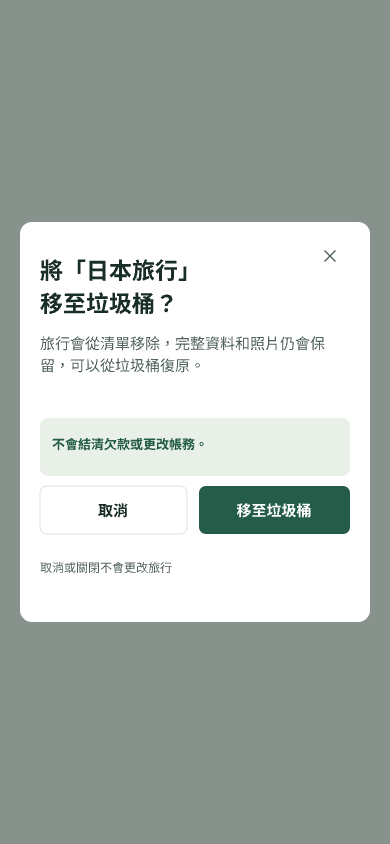 將「日本旅行」
移至垃圾桶？
旅行會從清單移除，完整資料和照片仍會保
留，可以從垃圾桶復原。
不會結清欠款或更改帳務。
取消
移至垃圾桶
取消或關閉不會更改旅行